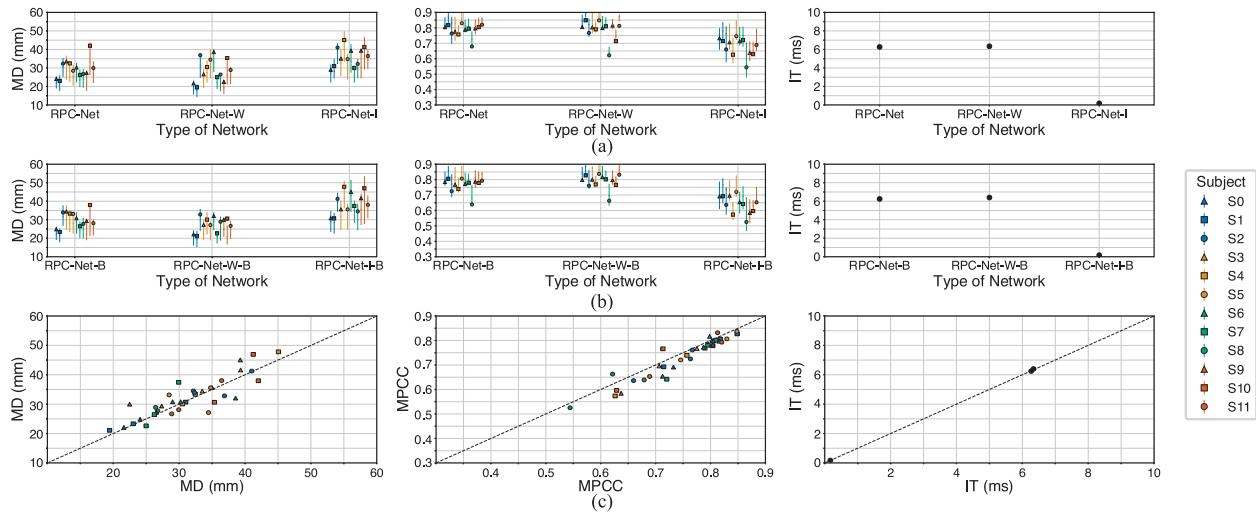 MD (mm)
60
50
40
30
20
10
RPC-Net RPC-Net-W RPC-Net-I
Type of Network
0.9
0.8
0.7
0.6
0.5
0.4
0.3
RPC-Net RPC-Net-W RPC-Net-I
Type of Network
IT (ms)
10
8
6
4
2
0
RPC-Net RPC-Net-W RPC-Net-I
Type of Network
(a)
MD (mm)
60
50
40
30
20
10
RPC-Net-B RPC-Net-W-B RPC-Net-I-B
Type of Network
0.9
0.8
0.7
0.6
0.5
0.4
0.3
RPC-Net-B RPC-Net-W-B RPC-Net-I-B
Type of Network
IT (ms)
10
8
6
4
2
0
RPC-Net-B RPC-Net-W-B RPC-Net-I-B
Type of Network
(b)
MD (mm)
60
50
40
30
20
10
20 30 40 50 60
MD (mm)
MPCC
0.9
0.8
0.7
0.6
0.5
0.4
0.3
0.4 0.5 0.6 0.7 0.8 0.9
MPCC
IT (ms)
10
8
6
4
2
0
2 4 6 8 10
IT (ms)
(c)
Subject
S0
S1
S2
S3
S4
S5
S6
S7
S8
S9
S10
S11